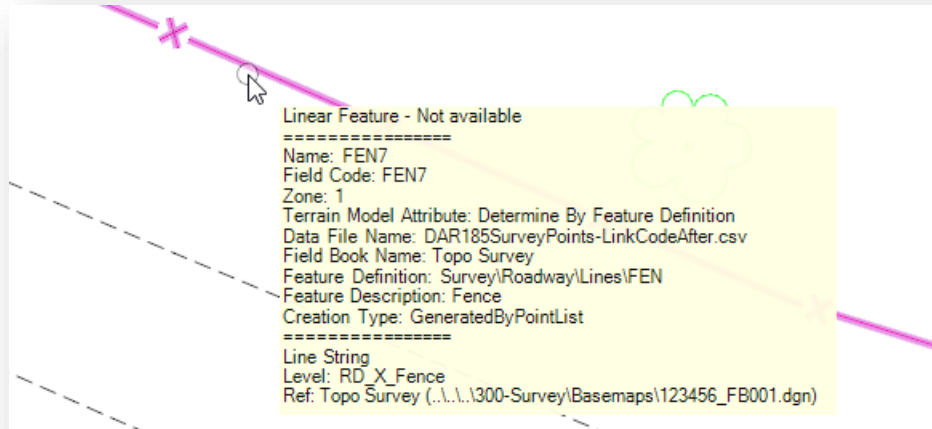 Linear Feature - Not available
=================
Name: FEN7
Field Code: FEN7
Zone: 1
Terrain Model Attribute: Determine By Feature Definition
Data File Name: DAR185SurveyPoints-LinkCodeAfter.csv
Field Book Name: Topo Survey
Feature Definition: Survey\Roadway\Lines\FEN
Feature Description: Fence
Creation Type: GeneratedByPointList
=================
Line String
Level: RD_X_Fence
Ref: Topo Survey (..\..\..\300-Survey\Basemaps\123456_FB001.dgn)